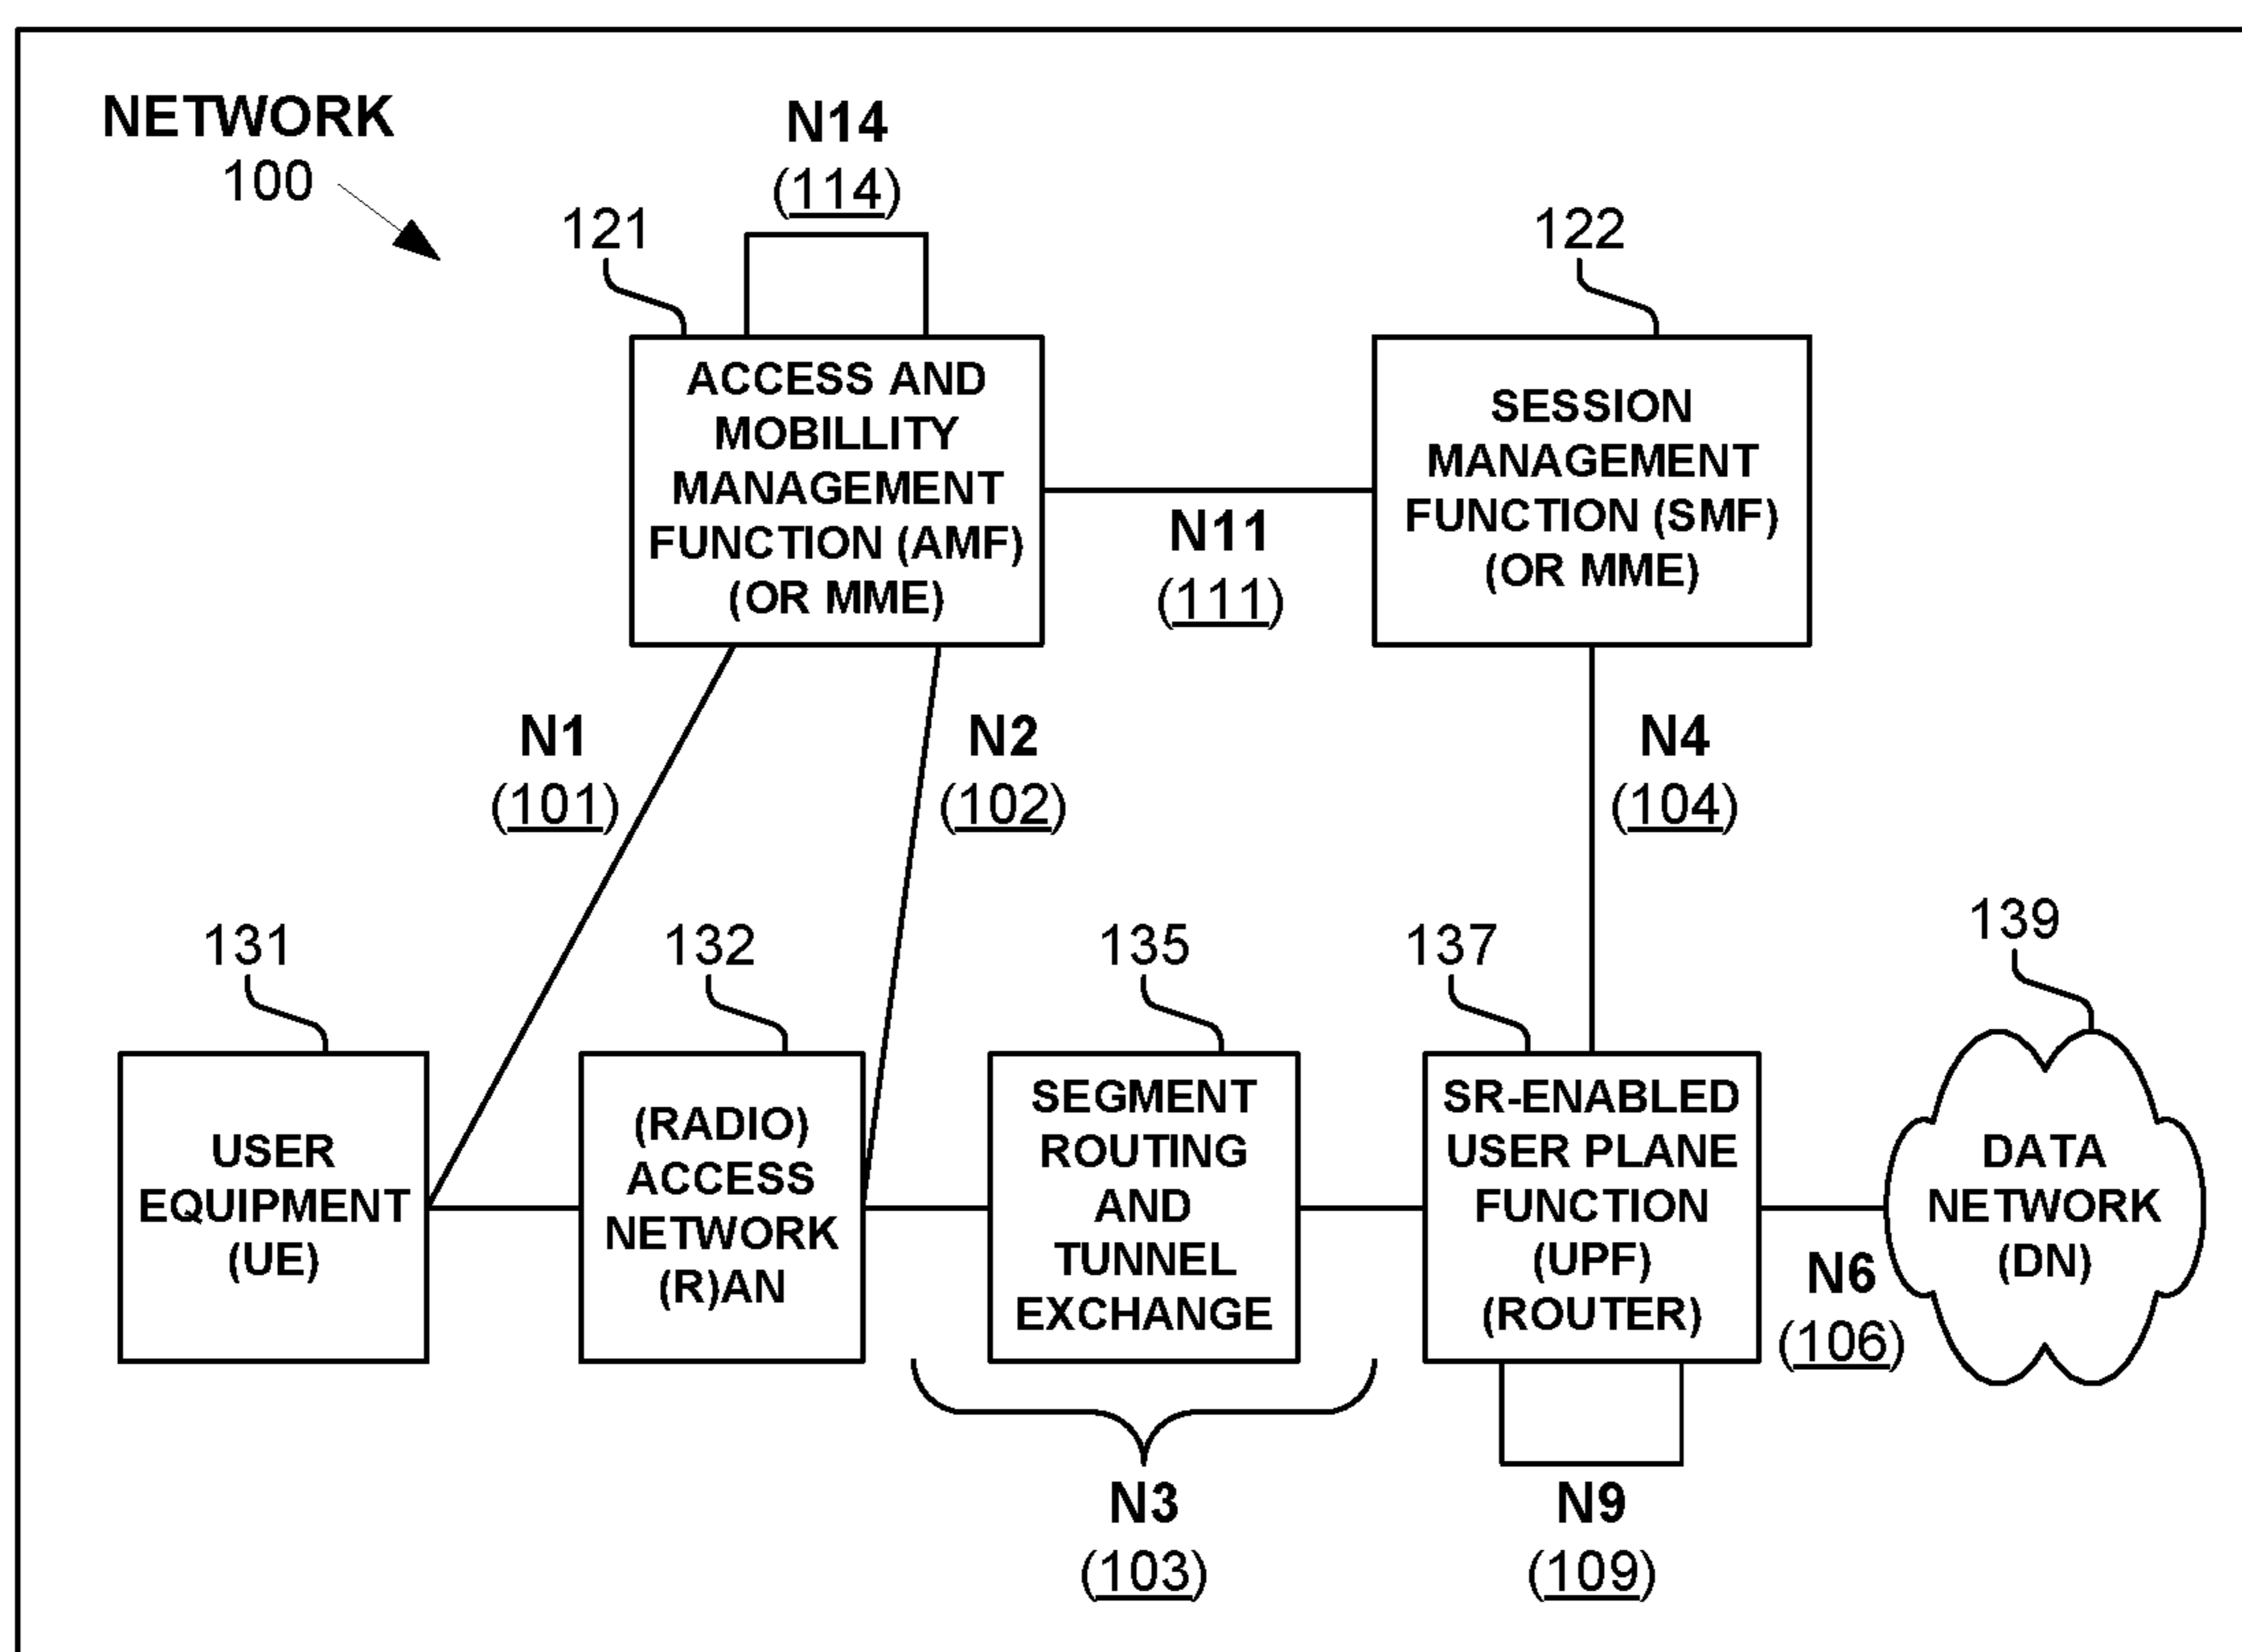 NETWORK
100
N14
(114)
121
122
ACCESS AND
MOBILLITY
MANAGEMENT
FUNCTION (AMF)
(OR MME)
SESSION
MANAGEMENT
FUNCTION (SMF)
(OR MME)
N11
(111)
N1
(101)
N2
(102)
N4
(104)
131
132
135
137
139
USER
EQUIPMENT
(UE)
(RADIO)
ACCESS
NETWORK
(R)AN
SEGMENT
ROUTING
AND
TUNNEL
EXCHANGE
SR-ENABLED
USER PLANE
FUNCTION
(UPF)
(ROUTER)
DATA
NETWORK
(DN)
N6
(106)
N3
(103)
N9
(109)